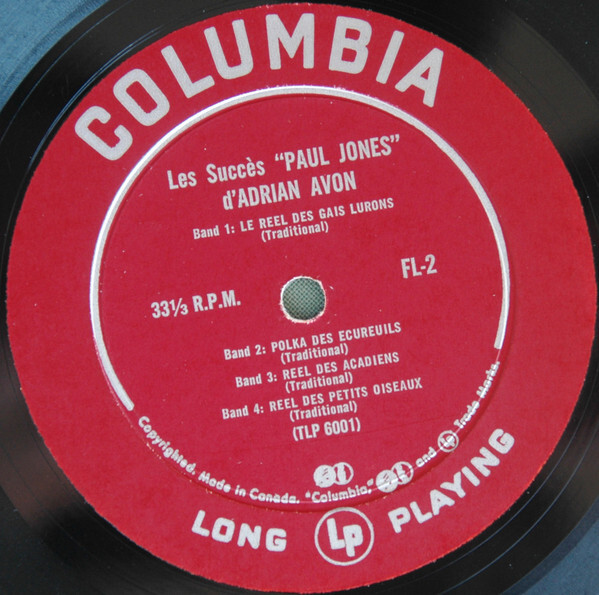 COLUMBIA
Les Succès "PAUL JONES"
d'ADRIAN AVON
Band 1: LE REEL DES GAIS LURONS
(Traditional)
33⅓ R.P.M.
FL-2
Band 2: POLKA DES ECUREUILS
(Traditional)
Band 3: REEL DES ACADIENS
(Traditional)
Band 4: REEL DES PETITS OISEAUX
(Traditional)
(TLP 6001)
Copyrighted. Made in Canada. "Columbia," and Lp Trade Marks.
LONG Lp PLAYING